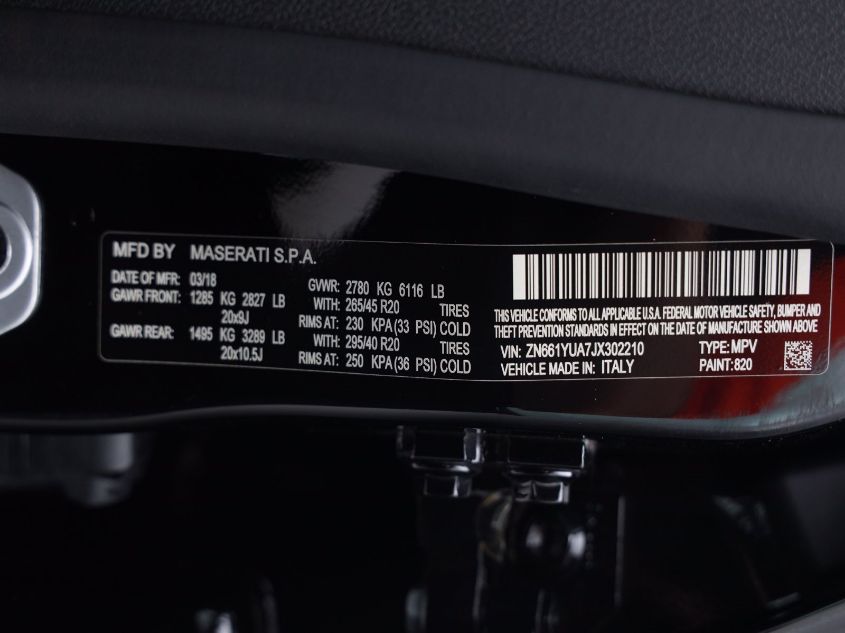 MFD BY MASERATI S.P.A.
DATE OF MFR: 03/18
GAWR FRONT: 1285 KG 2827 LB
20x9J
GAWR REAR: 1495 KG 3289 LB
20x10.5J
GVWR: 2780 KG 6116 LB
WITH: 265/45 R20 TIRES
RIMS AT: 230 KPA (33 PSI) COLD
WITH: 295/40 R20 TIRES
RIMS AT: 250 KPA (36 PSI) COLD
THIS VEHICLE CONFORMS TO ALL APPLICABLE U.S.A. FEDERAL MOTOR VEHICLE SAFETY, BUMPER AND
THEFT PREVENTION STANDARDS IN EFFECT ON THE DATE OF MANUFACTURE SHOWN ABOVE
VIN: ZN661YUA7JX302210 TYPE: MPV
VEHICLE MADE IN: ITALY PAINT: 820